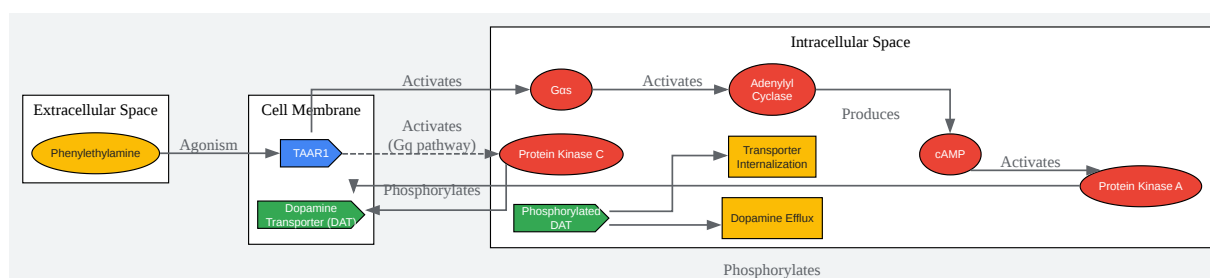 Intracellular Space
Extracellular Space
Cell Membrane
Activates
Gαs
Activates
Adenylyl
Cyclase
Produces
Phenylethylamine
Agonism
TAAR1
Activates
(Gq pathway)
Protein Kinase C
Transporter
Internalization
cAMP
Activates
Protein Kinase A
Phosphorylates
Dopamine
Transporter (DAT)
Phosphorylated
DAT
Dopamine Efflux
Phosphorylates